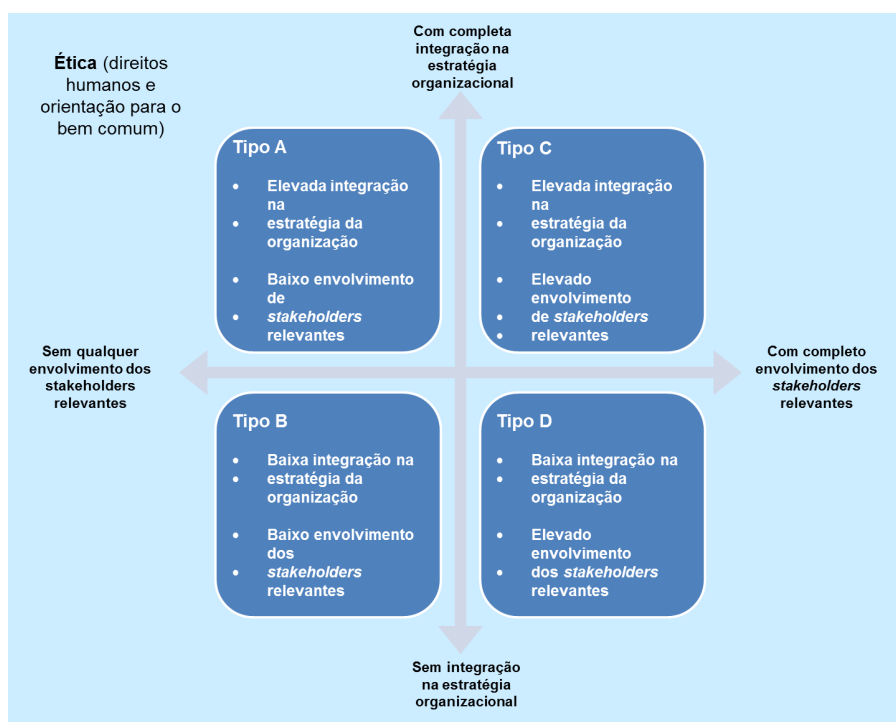 Com completa
integração na
estratégia
organizacional
Ética (direitos
humanos e
orientação para o
bem comum)
Tipo A
• Elevada integração
na
• estratégia da
organização
• Baixo envolvimento
de
• stakeholders
relevantes
Tipo C
• Elevada integração
na
• estratégia da
organização
• Elevado
envolvimento
• de stakeholders
• relevantes
Sem qualquer
envolvimento dos
stakeholders
relevantes
Com completo
envolvimento dos
stakeholders
relevantes
Tipo B
• Baixa integração na
• estratégia da
organização
• Baixo envolvimento
dos
• stakeholders
relevantes
Tipo D
• Baixa integração na
• estratégia da
organização
• Elevado
envolvimento
• dos stakeholders
relevantes
Sem integração
na estratégia
organizacional